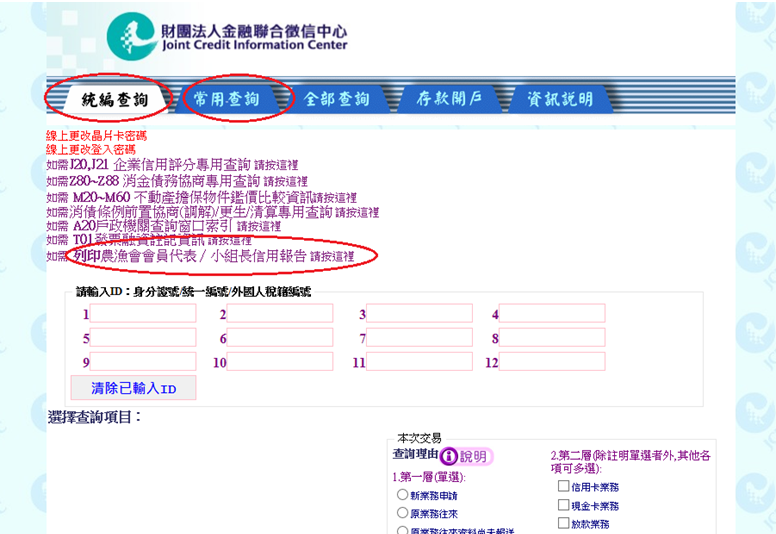 財團法人金融聯合徵信中心
Joint Credit Information Center
統編查詢 常用查詢 全部查詢 存款開戶 資訊說明
線上更改晶片卡密碼
線上更改登入密碼
如需J20,J21 企業信用評分專用查詢 請按這裡
如需Z80~Z88 消金債務協商專用查詢 請按這裡
如需 M20~M60 不動產擔保物件鑑價比較資訊請按這裡
如需消債條例前置協商(調解)/更生/清算專用查詢 請按這裡
如需 A20戶政機關查詢窗口索引 請按這裡
如需 T01發票融資註記資訊 請按這裡
如需 列印農漁會會員代表 / 小組長信用報告 請按這裡
請輸入ID：身分證號/統一編號/外國人稅籍編號
1 2 3 4
5 6 7 8
9 10 11 12
清除已輸入ID
選擇查詢項目：
本次交易
查詢理由 i 說明
1.第一層(單選):
新業務申請
原業務往來
原業務往來資料尚未報送
2.第二層(除註明單選者外,其他各
項可多選):
信用卡業務
現金卡業務
放款業務